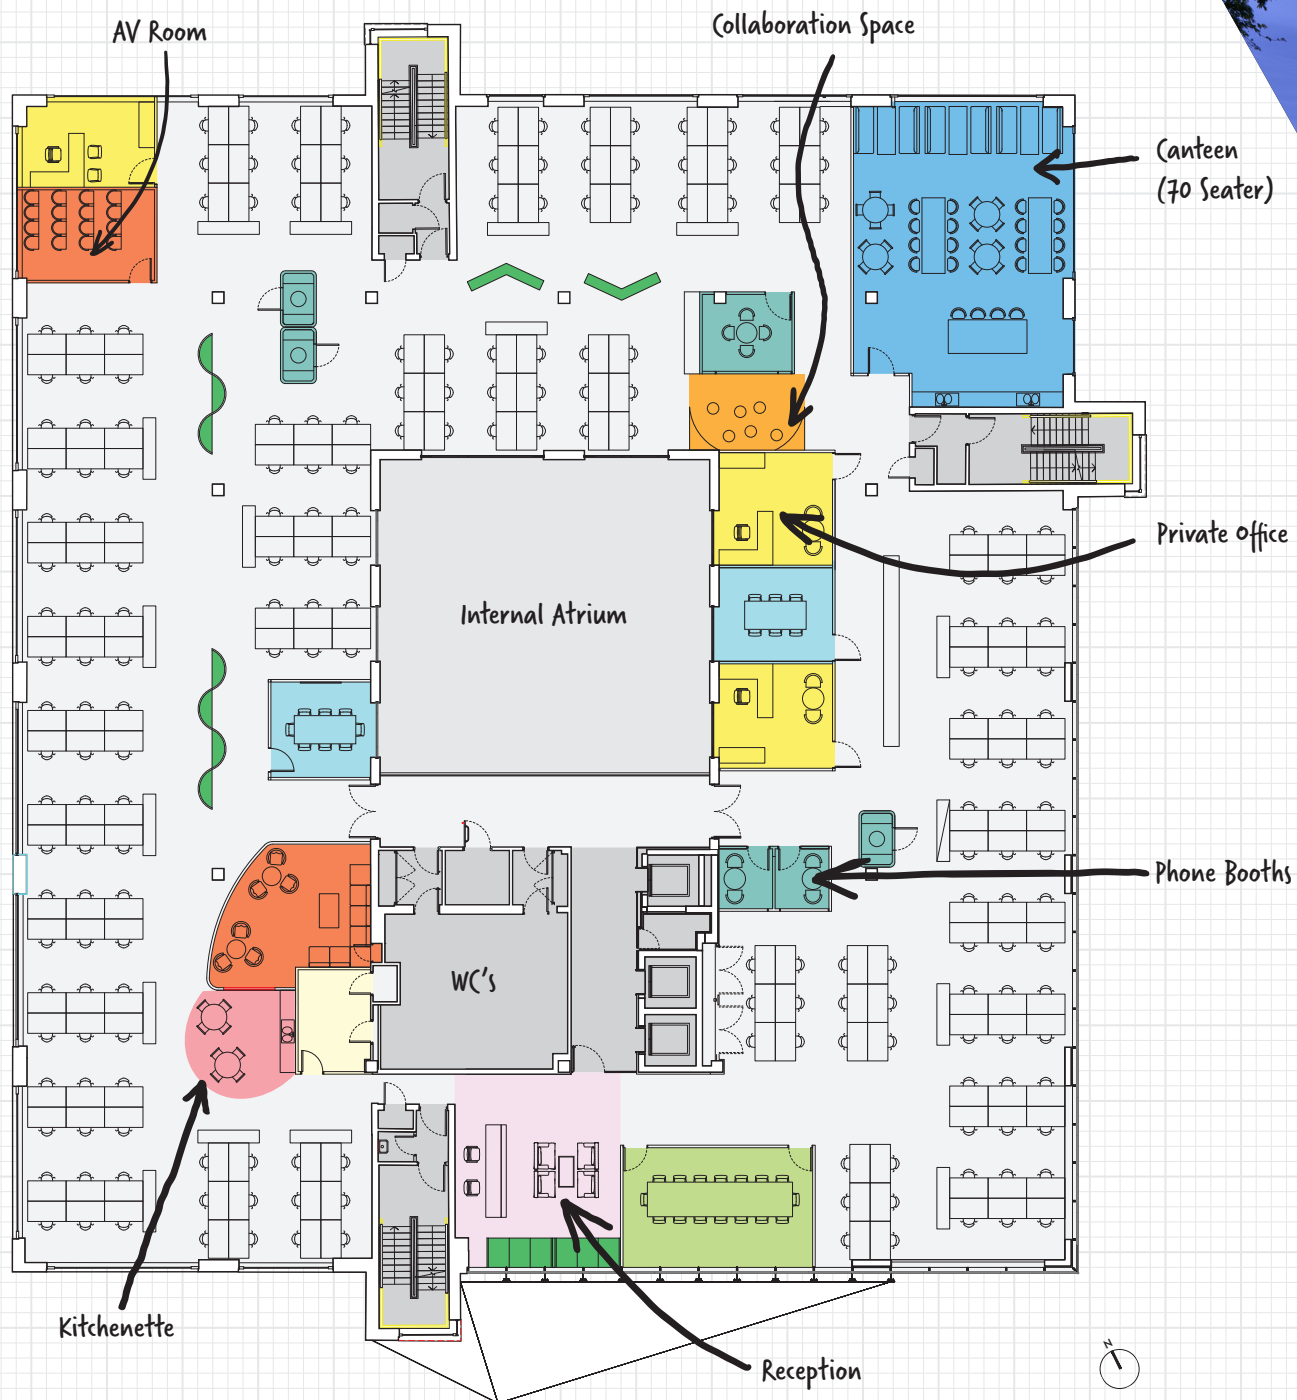 AV Room
Collaboration Space
Canteen
(70 Seater)
Private Office
Internal Atrium
Phone Booths
WC's
Kitchenette
Reception
N